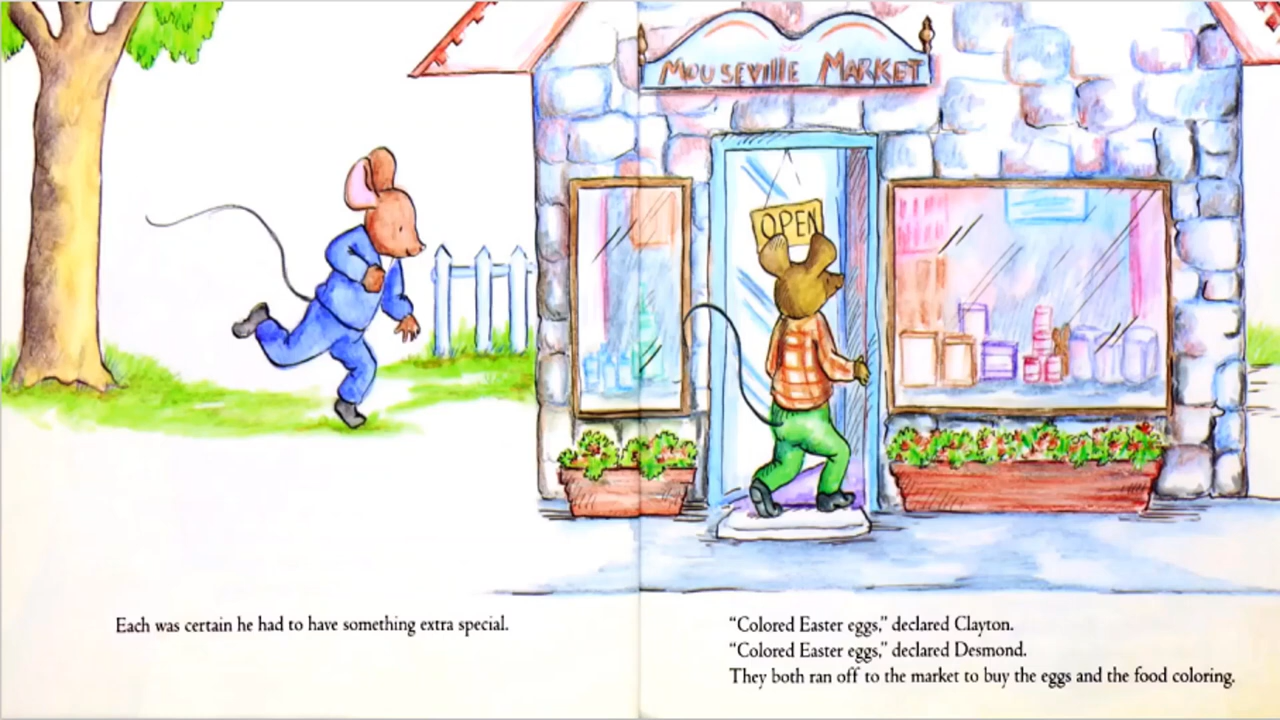 MOUSEVILLE MARKET
OPEN
Each was certain he had to have something extra special.
“Colored Easter eggs,” declared Clayton.
“Colored Easter eggs,” declared Desmond.
They both ran off to the market to buy the eggs and the food coloring.